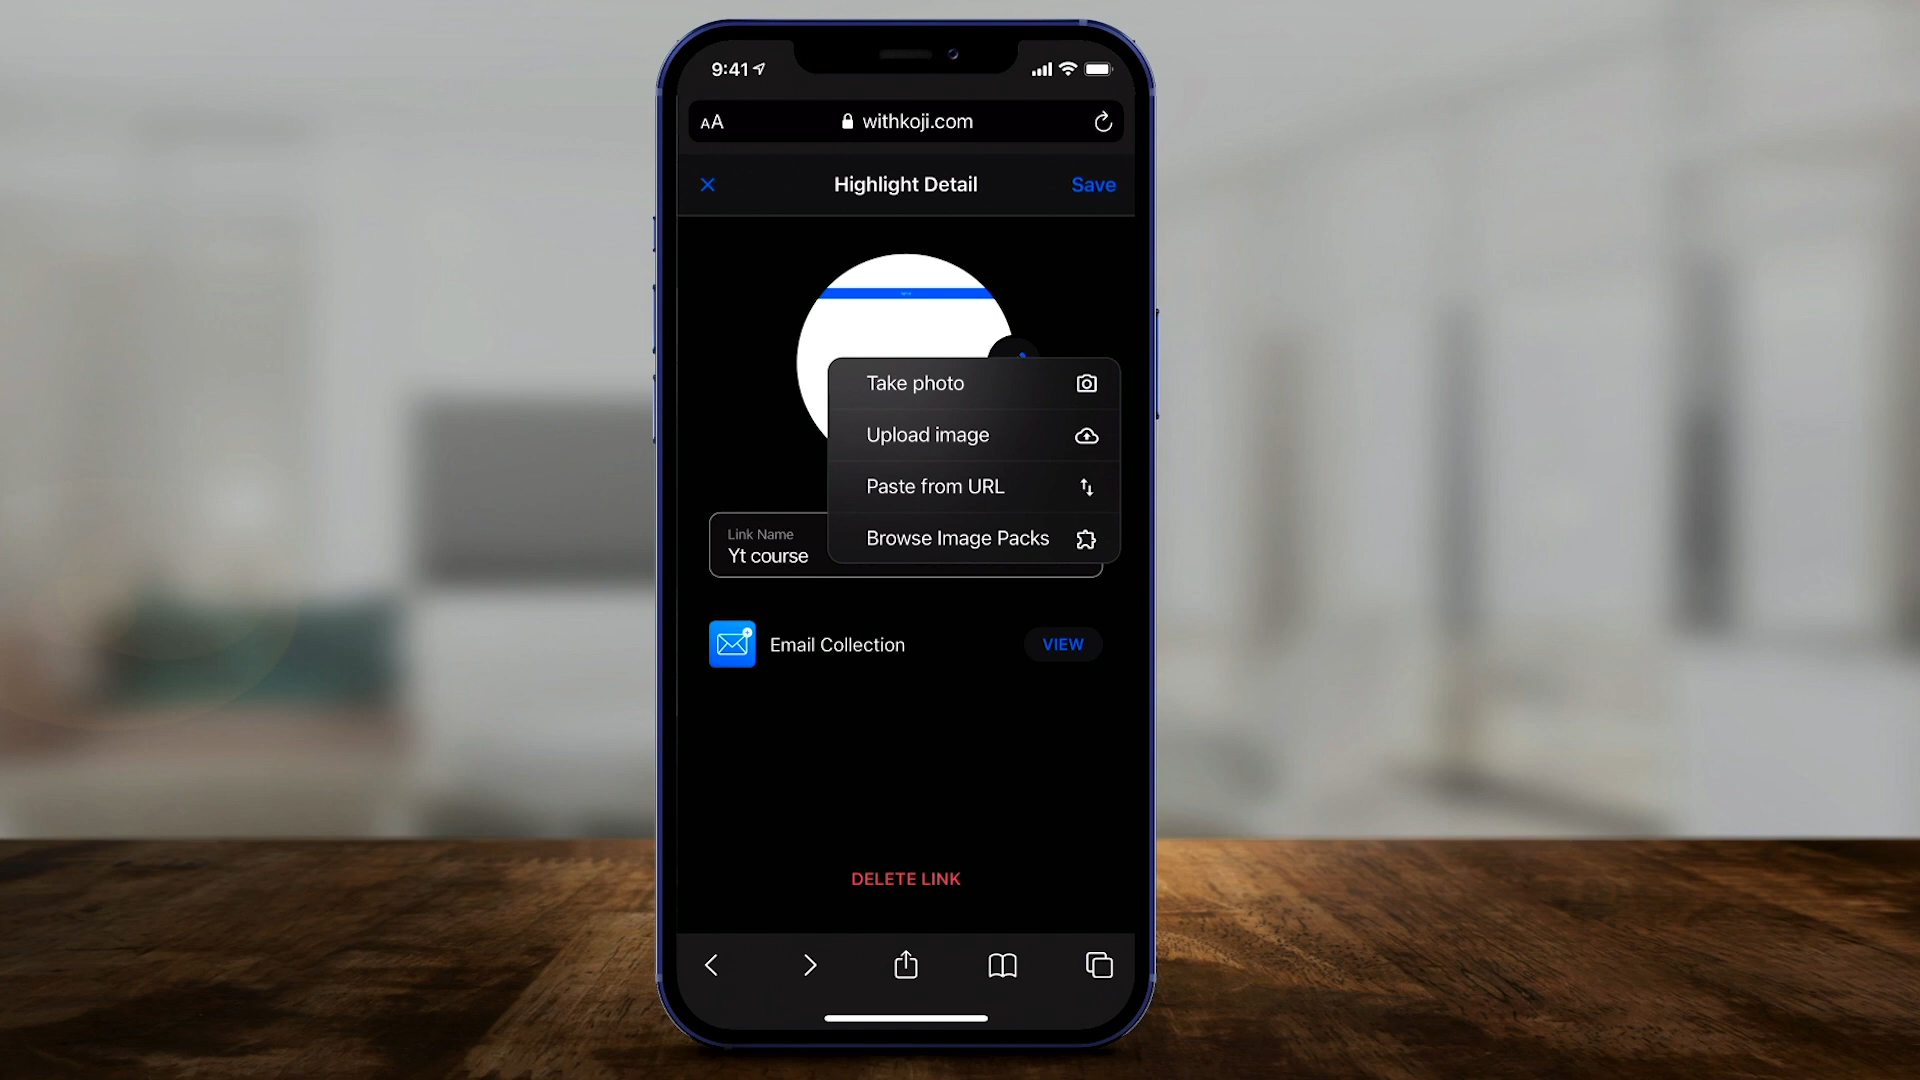 9:41
AA withkoji.com
Highlight Detail Save
Take photo
Upload image
Paste from URL
Browse Image Packs
Link Name
Yt course
Email Collection VIEW
DELETE LINK